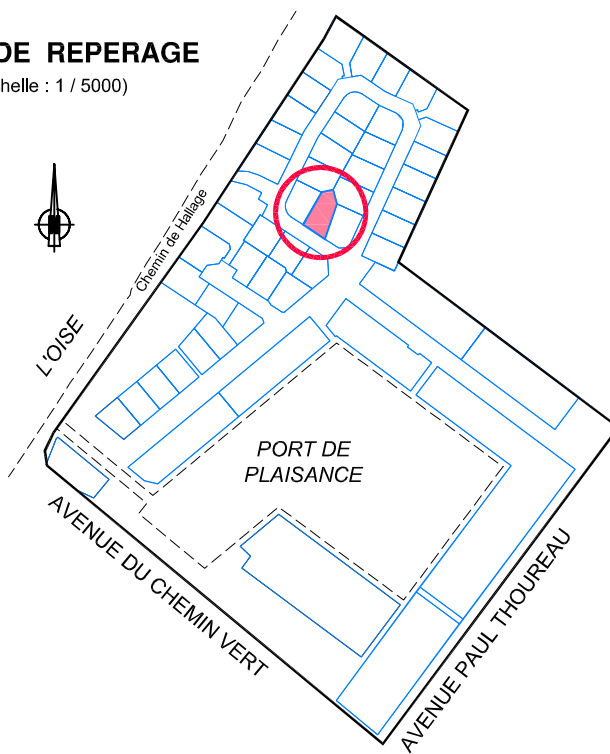 DE REPERAGE
helle : 1 / 5000)
Chemin de Hallage
L'OISE
PORT DE
PLAISANCE
AVENUE DU CHEMIN VERT
AVENUE PAUL THOUREAU